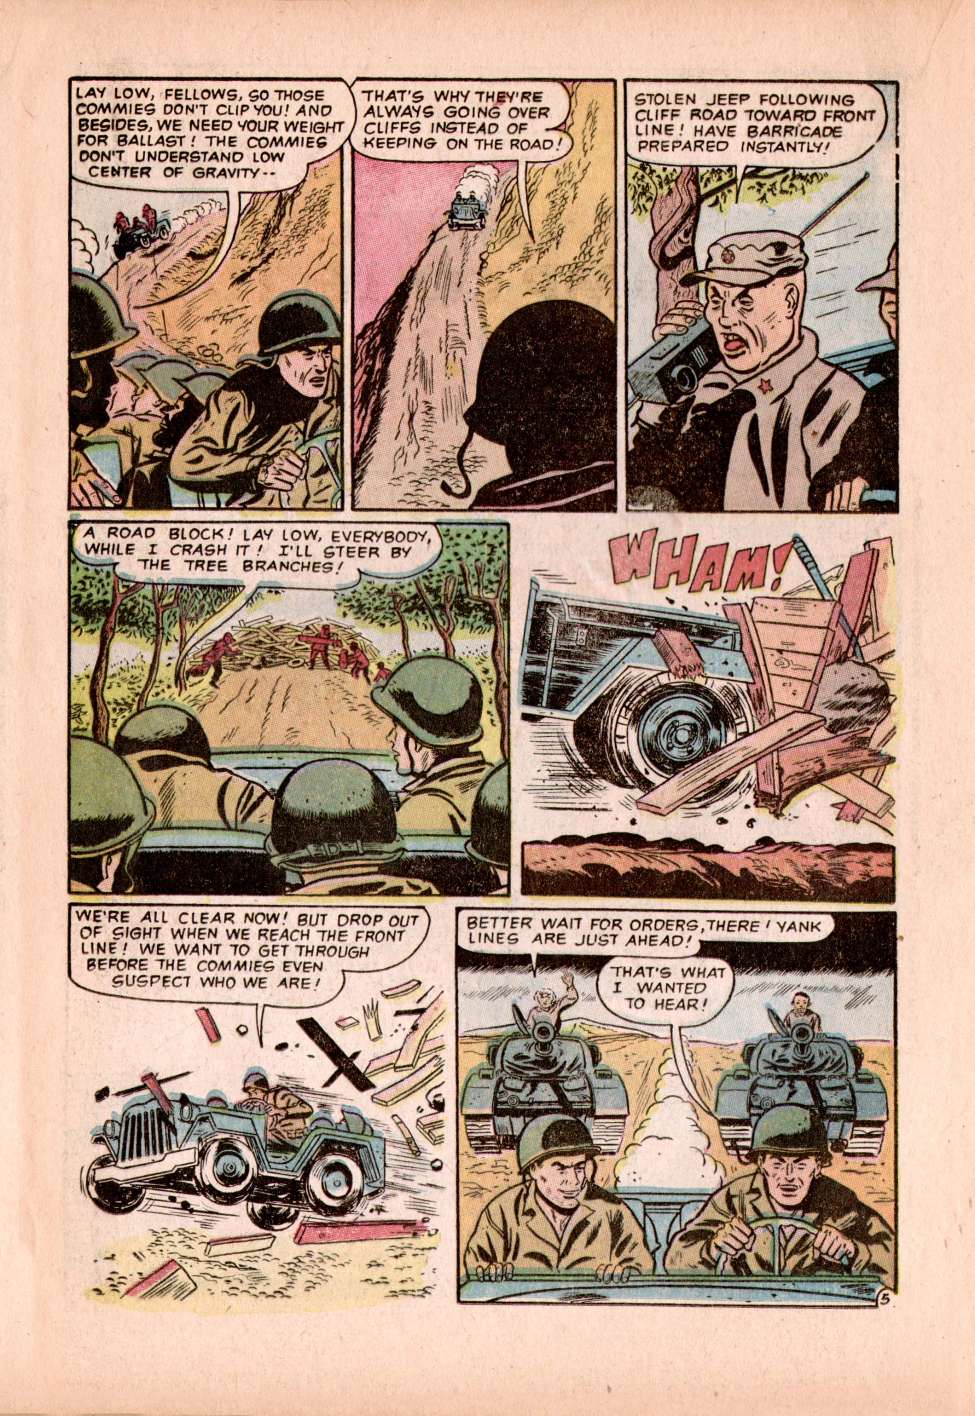 LAY LOW, FELLOWS, SO THOSE
COMMIES DON'T CLIP YOU! AND
BESIDES, WE NEED YOUR WEIGHT
FOR BALLAST! THE COMMIES
DON'T UNDERSTAND LOW
CENTER OF GRAVITY--
THAT'S WHY THEY'RE
ALWAYS GOING OVER
CLIFFS INSTEAD OF
KEEPING ON THE ROAD!
STOLEN JEEP FOLLOWING
CLIFF ROAD TOWARD FRONT
LINE! HAVE BARRICADE
PREPARED INSTANTLY!
A ROAD BLOCK! LAY LOW, EVERYBODY,
WHILE I CRASH IT! I'LL STEER BY
THE TREE BRANCHES!
WHAM!
WE'RE ALL CLEAR NOW! BUT DROP OUT
OF SIGHT WHEN WE REACH THE FRONT
LINE! WE WANT TO GET THROUGH
BEFORE THE COMMIES EVEN
SUSPECT WHO WE ARE!
BETTER WAIT FOR ORDERS, THERE! YANK
LINES ARE JUST AHEAD!
THAT'S WHAT
I WANTED
TO HEAR!
5